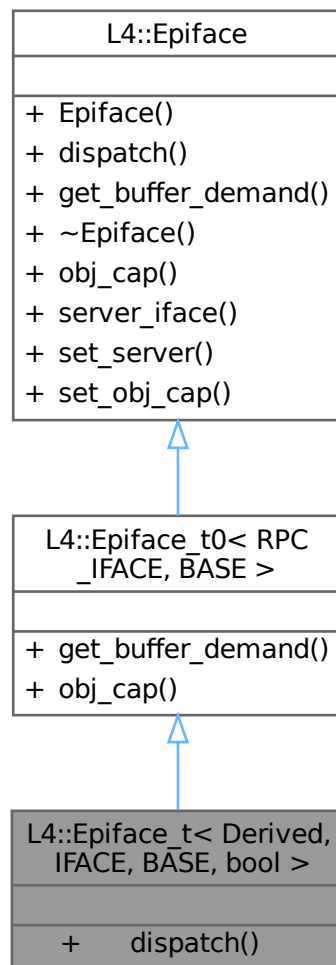 L4::Epiface
+ Epiface()
+ dispatch()
+ get_buffer_demand()
+ ~Epiface()
+ obj_cap()
+ server_iface()
+ set_server()
+ set_obj_cap()
L4::Epiface_t0< RPC
_IFACE, BASE >
+ get_buffer_demand()
+ obj_cap()
L4::Epiface_t< Derived,
IFACE, BASE, bool >
+ dispatch()